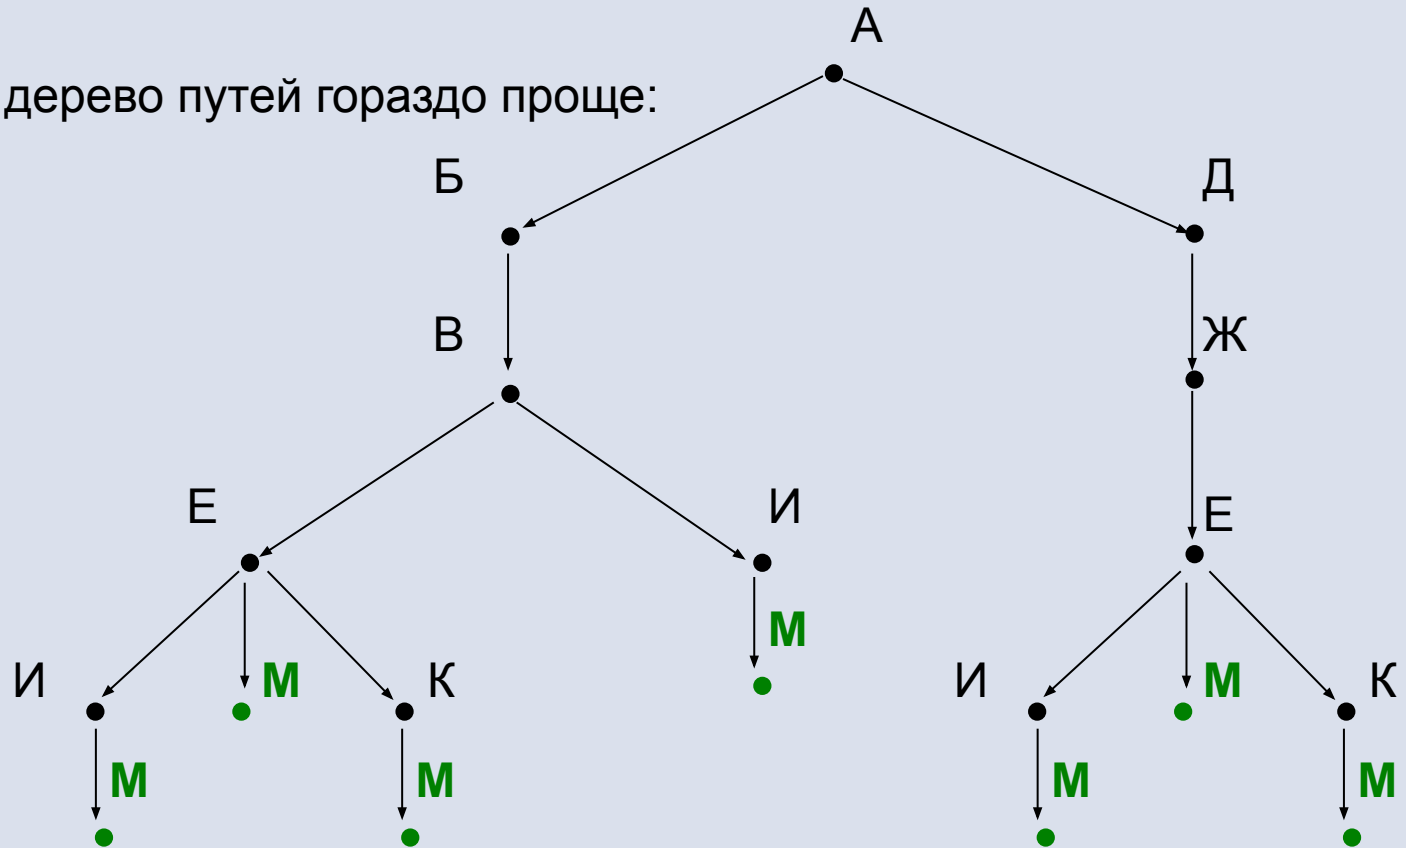 А
дерево путей гораздо проще:
Б Д
В Ж
Е И Е
М
И М К И М К
М М М М